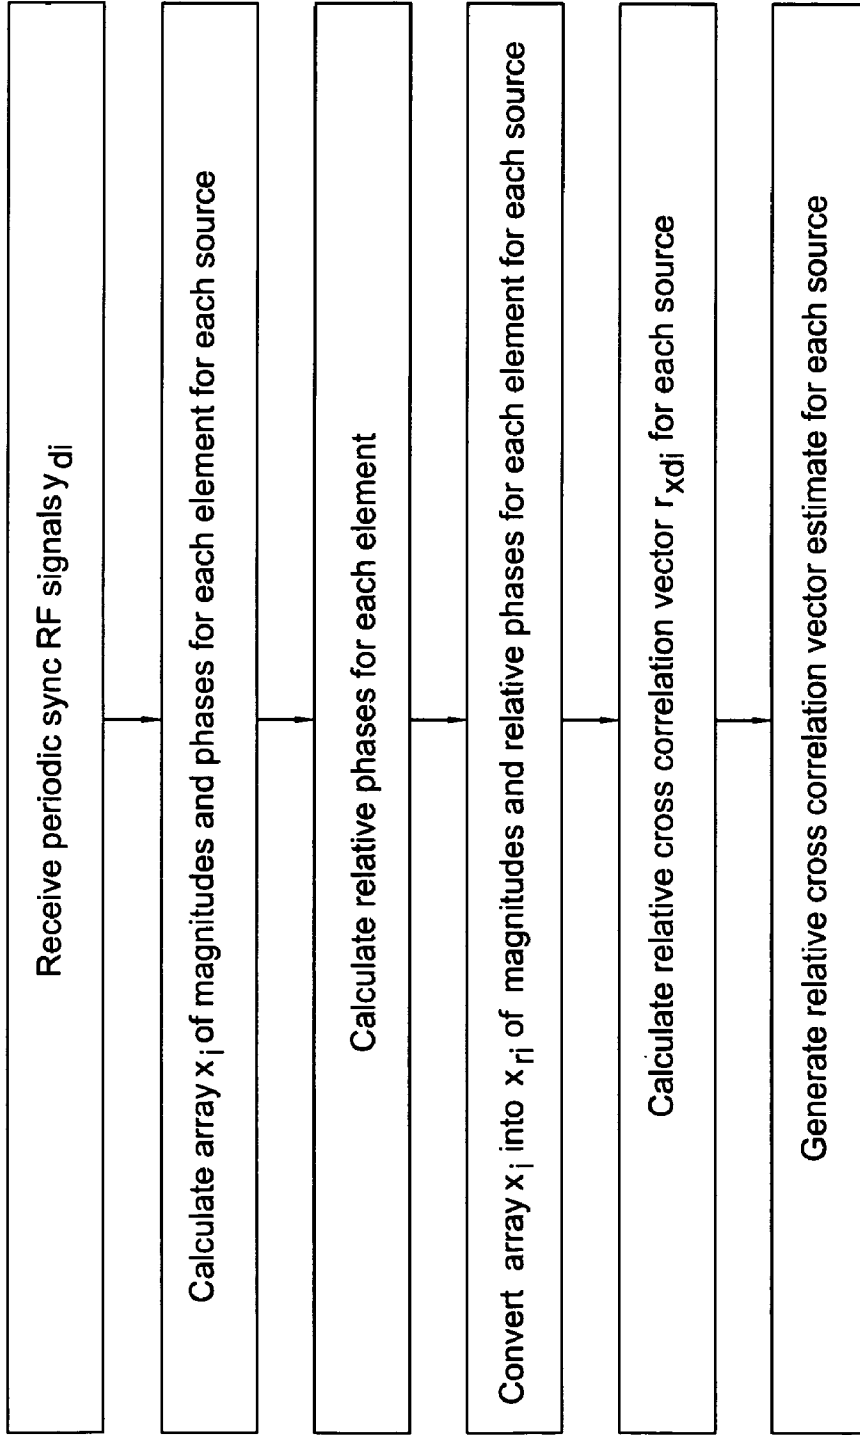 Receive periodic sync RF signals y_di
Calculate array x_i of magnitudes and phases for each element for each source
Calculate relative phases for each element
Convert array x_i into x_ri of magnitudes and relative phases for each element for each source
Calculate relative cross correlation vector r_xdi for each source
Generate relative cross correlation vector estimate for each source